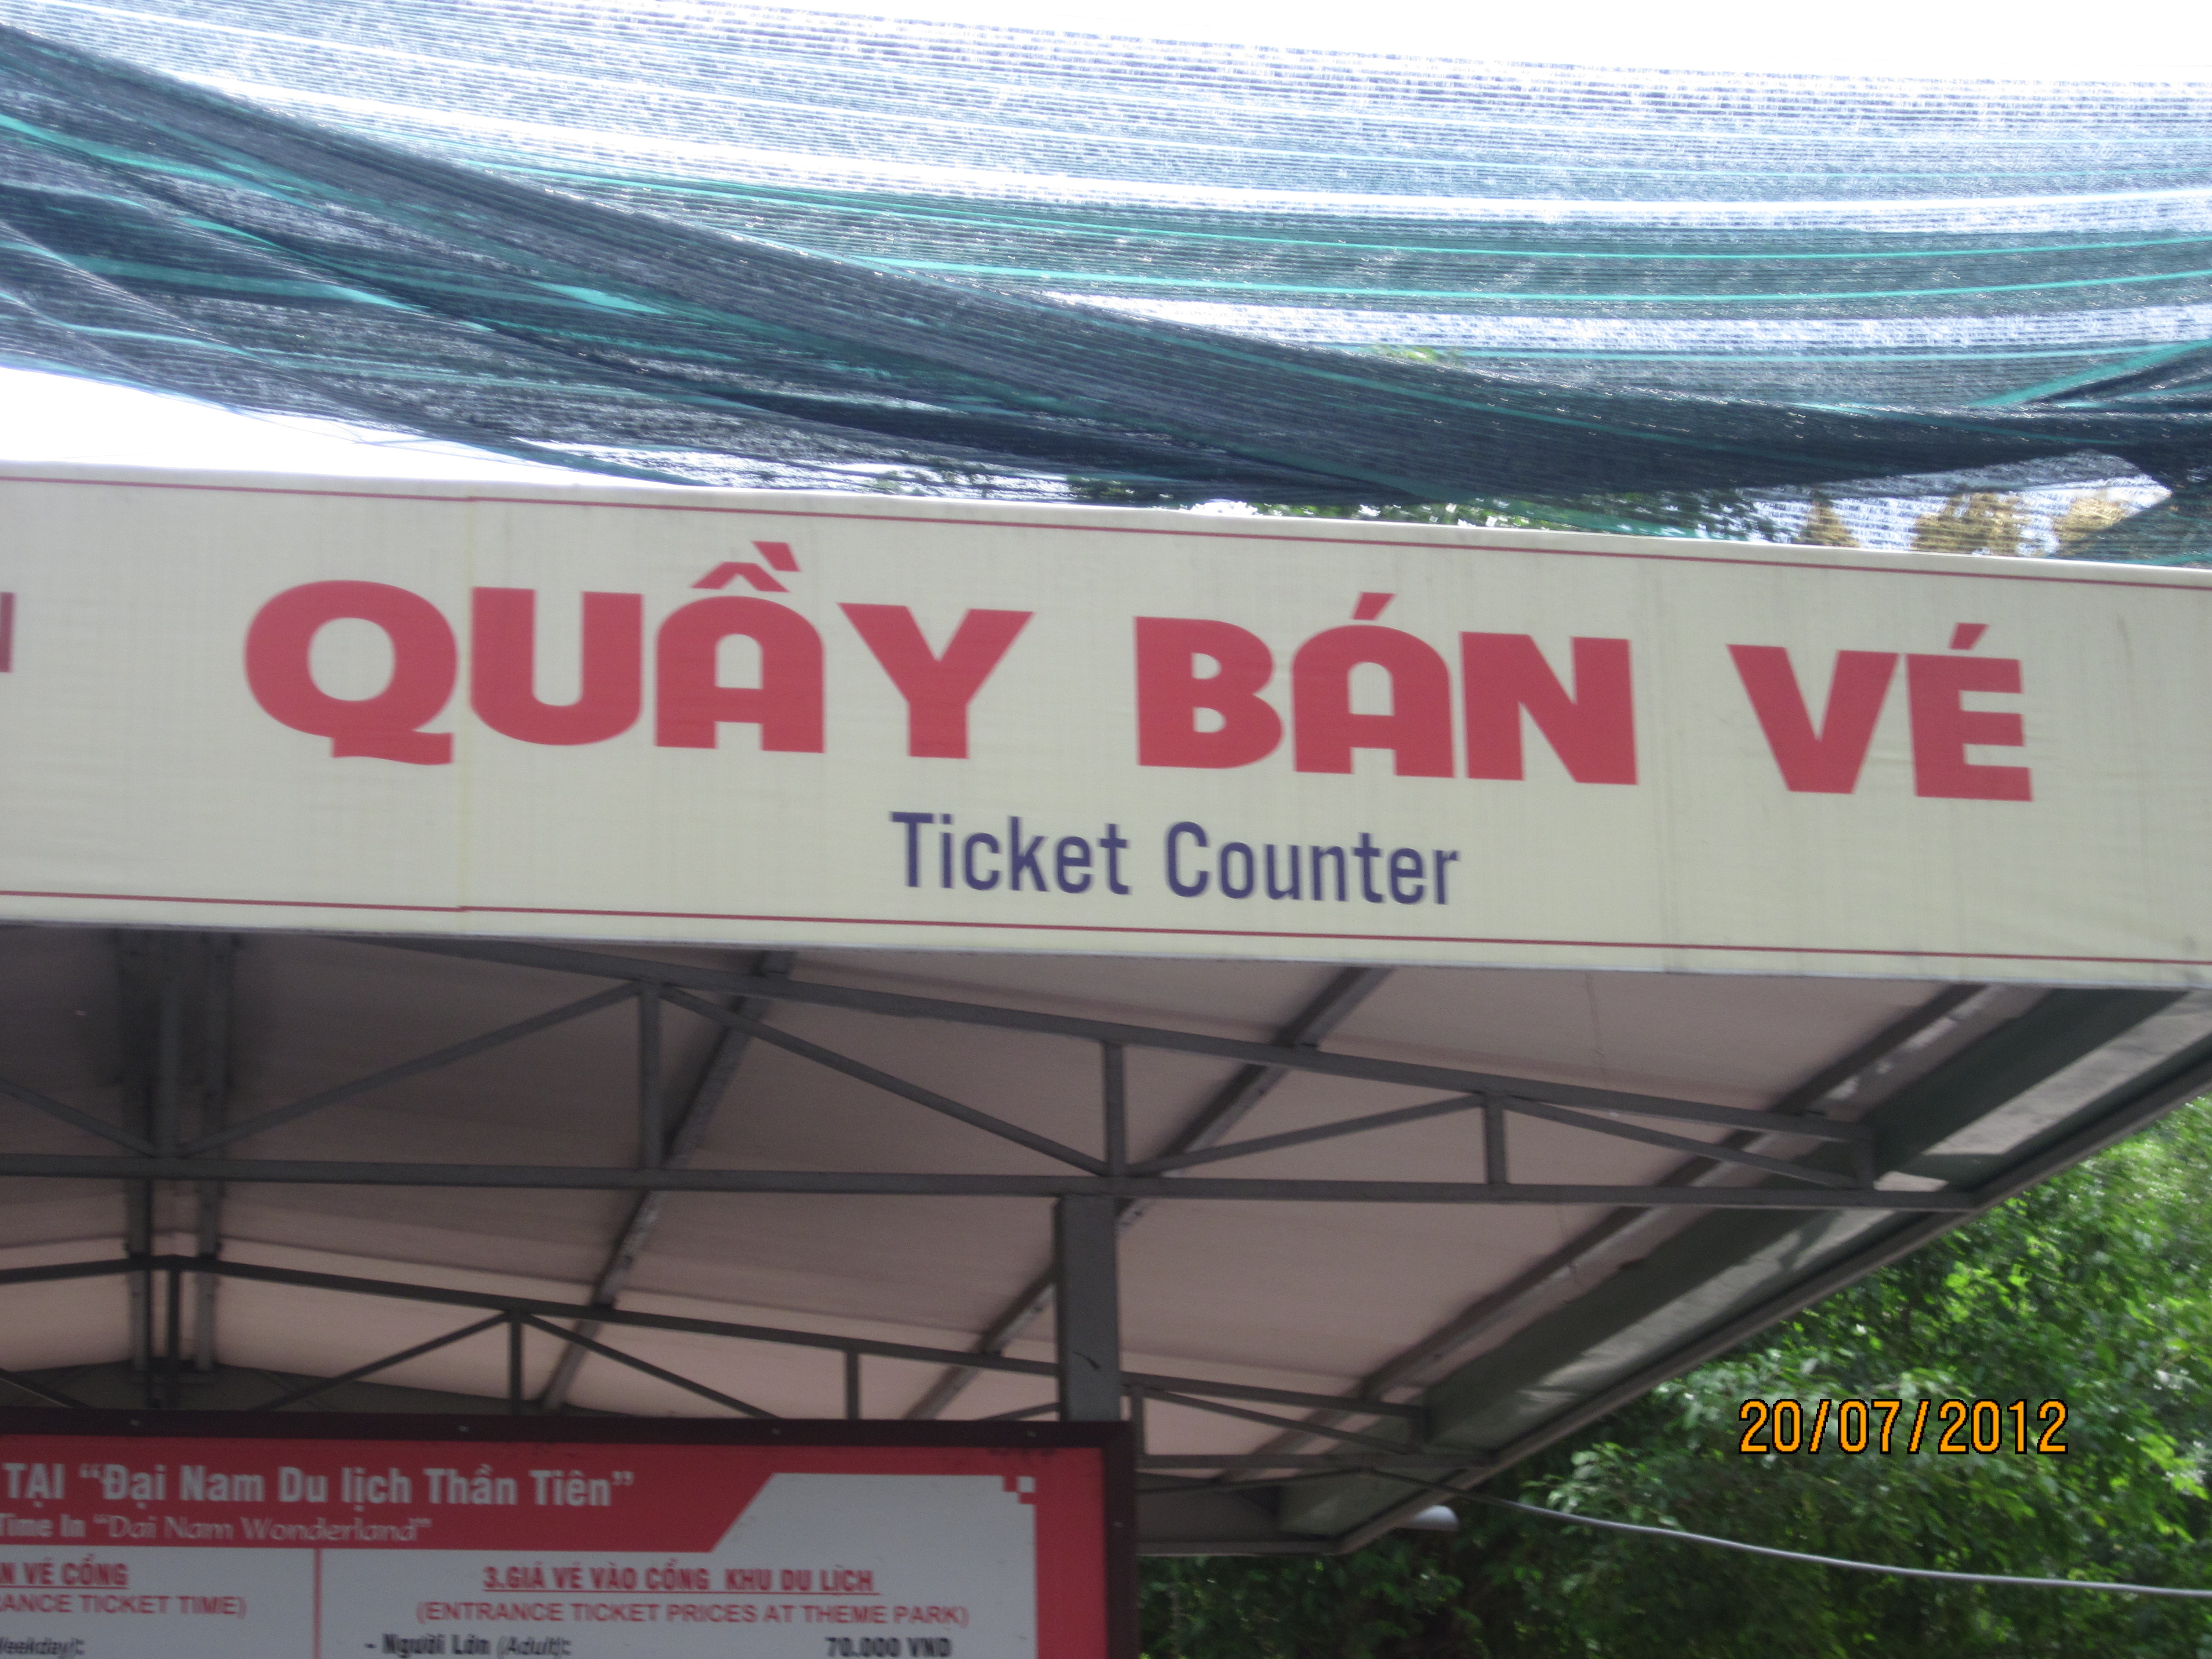 QUẦY BÁN VÉ
Ticket Counter
20/07/2012
TẠI “Đại Nam Du lịch Thần Tiên”
Time In “Dai Nam Wonderland”
VÉ CỔNG
TICKET TIME)
3.GIÁ VÉ VÀO CỔNG KHU DU LỊCH
(ENTRANCE TICKET PRICES AT THEME PARK)
- Người Lớn (Adult): 70.000 VND